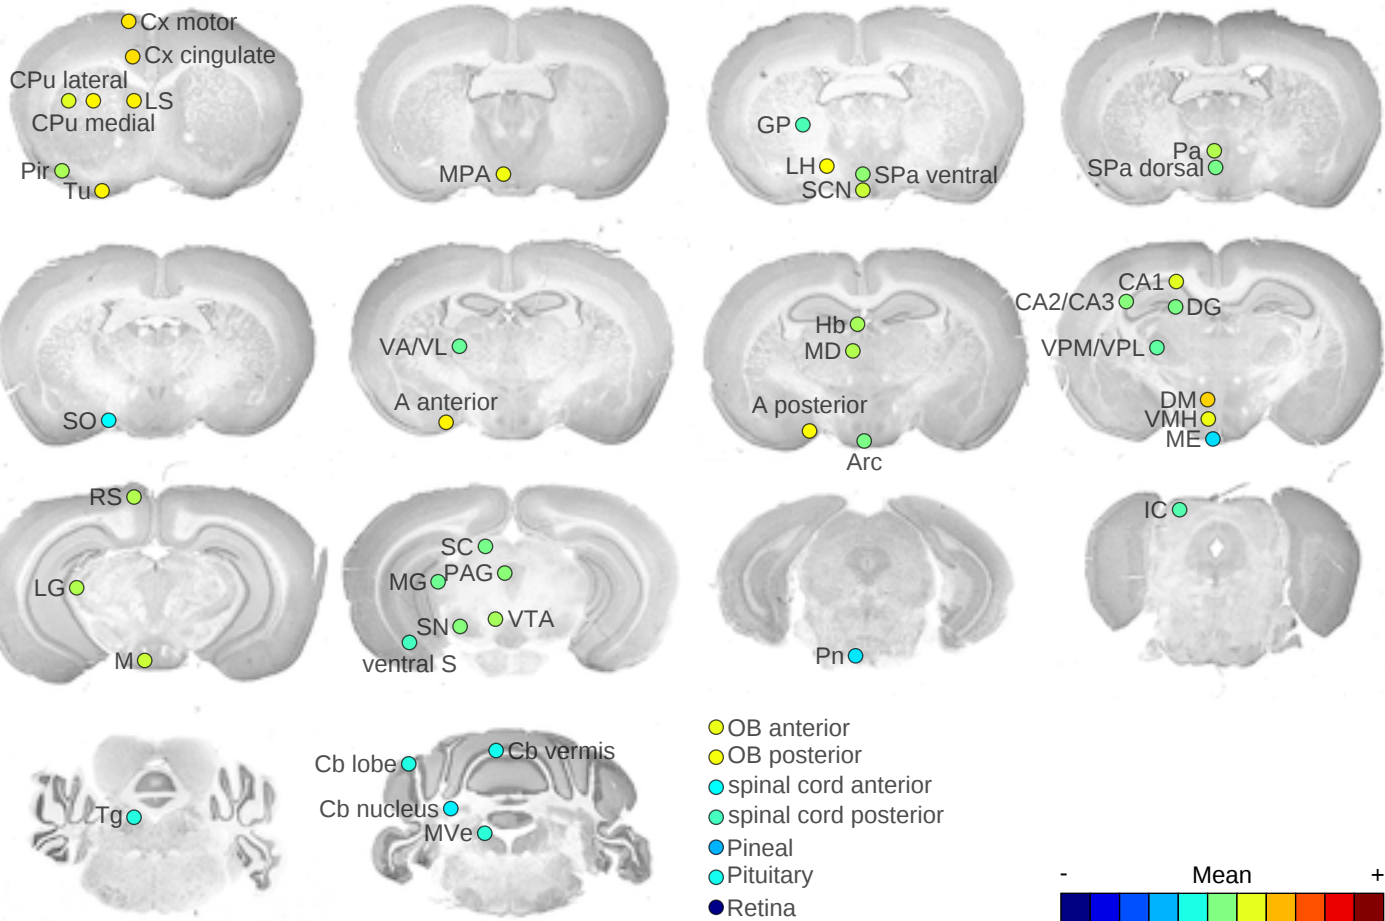 Cx motor
Cx cingulate
CPu lateral
LS
CPu medial
Pir
Tu
MPA
GP
LH
SPa ventral
SCN
Pa
SPa dorsal
SO
VA/VL
A anterior
Hb
MD
A posterior
Arc
CA1
CA2/CA3
DG
VPM/VPL
DM
VMH
ME
RS
LG
M
SC
MG
PAG
SN
VTA
ventral S
Pn
IC
Tg
Cb lobe
Cb vermis
Cb nucleus
MVe
OB anterior
OB posterior
spinal cord anterior
spinal cord posterior
Pineal
Pituitary
Retina
- Mean +